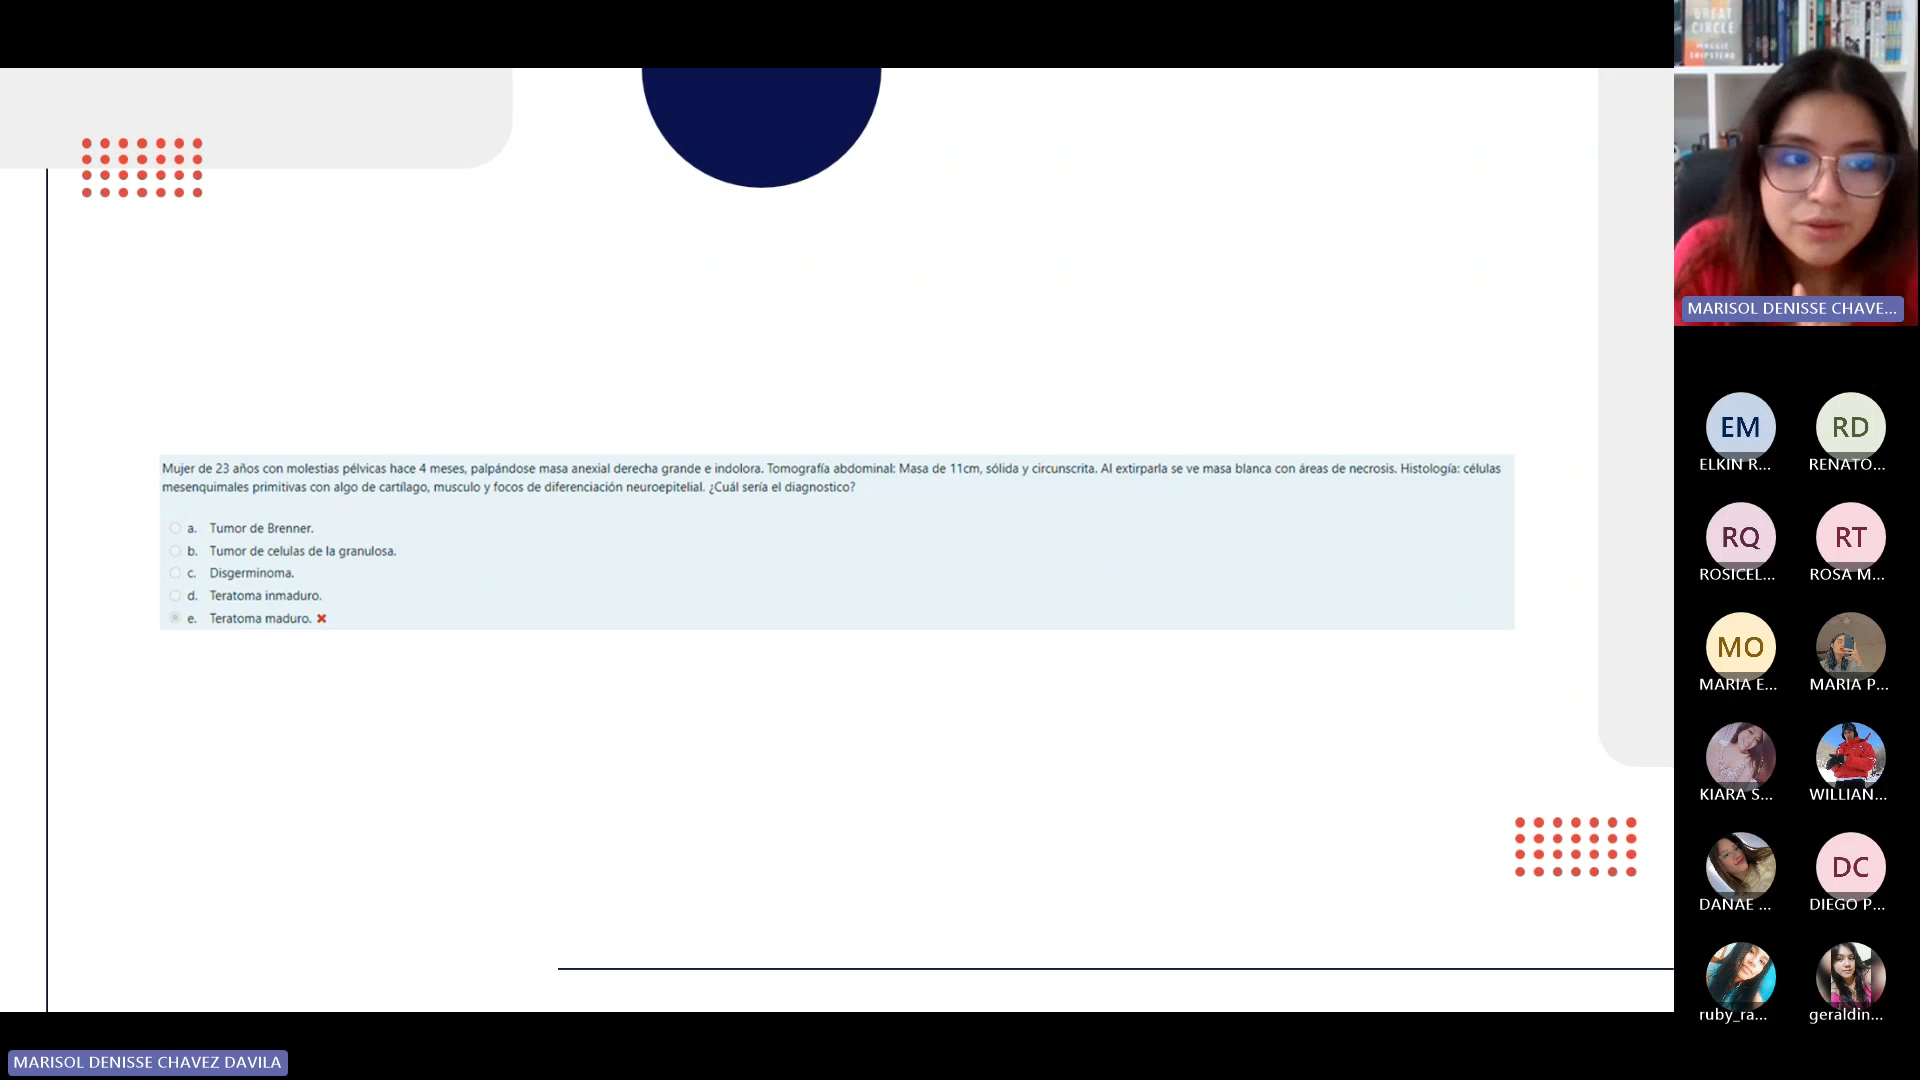 Mujer de 23 años con molestias pélvicas hace 4 meses, palpándose masa anexial derecha grande e indolora. Tomografía abdominal: Masa de 11cm, sólida y circunscrita. Al extirparla se ve masa blanca con áreas de necrosis. Histología: células
mesenquimales primitivas con algo de cartílago, musculo y focos de diferenciación neuroepitelial. ¿Cuál sería el diagnostico?
a. Tumor de Brenner.
b. Tumor de celulas de la granulosa.
c. Disgerminoma.
d. Teratoma inmaduro.
e. Teratoma maduro.
GREAT
CIRCLE
MAGGIE
SHIPSTEAD
MARISOL DENISSE CHAVE...
EM RD
ELKIN R... RENATO...
RQ RT
ROSICEL... ROSA M...
MO
MARIA E... MARIA P...
KIARA S... WILLIAN...
DC
DANAE ... DIEGO P...
ruby_ra... geraldin...
MARISOL DENISSE CHAVEZ DAVILA